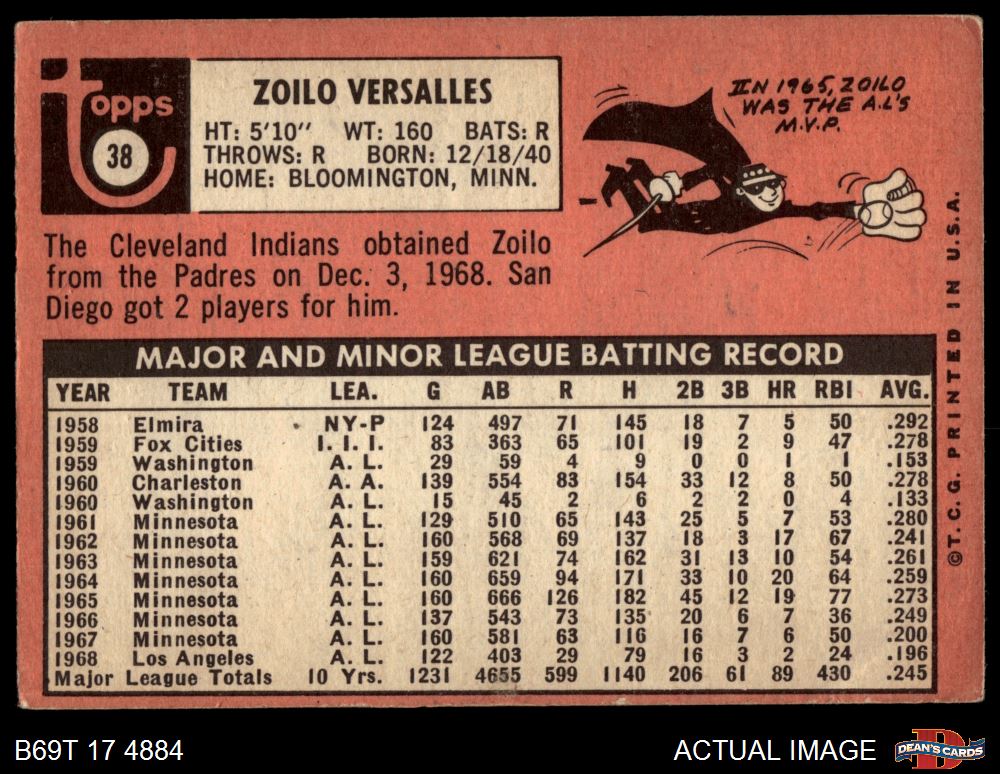 Topps
38
ZOILO VERSALLES
HT: 5'10" WT: 160 BATS: R
THROWS: R BORN: 12/18/40
HOME: BLOOMINGTON, MINN.
IN 1965, ZOILO
WAS THE A.L'S
M.V.P.
The Cleveland Indians obtained Zoilo
from the Padres on Dec. 3, 1968. San
Diego got 2 players for him.
MAJOR AND MINOR LEAGUE BATTING RECORD
YEAR TEAM LEA. G AB R H 2B 3B HR RBI AVG.
1958 Elmira NY-P 124 497 71 145 18 7 5 50 .292
1959 Fox Cities I. I. I. 83 363 65 101 19 2 9 47 .278
1959 Washington A. L. 29 59 4 9 0 0 1 1 .153
1960 Charleston A. A. 139 554 83 154 33 12 8 50 .278
1960 Washington A. L. 15 45 2 6 2 2 0 4 .133
1961 Minnesota A. L. 129 510 65 143 25 5 7 53 .280
1962 Minnesota A. L. 160 568 69 137 18 3 17 67 .241
1963 Minnesota A. L. 159 621 74 162 31 13 10 54 .261
1964 Minnesota A. L. 160 659 94 171 33 10 20 64 .259
1965 Minnesota A. L. 160 666 126 182 45 12 19 77 .273
1966 Minnesota A. L. 137 543 73 135 20 6 7 36 .249
1967 Minnesota A. L. 160 581 63 116 16 7 6 50 .200
1968 Los Angeles A. L. 122 403 29 79 16 3 2 24 .196
Major League Totals 10 Yrs. 1231 4655 599 1140 206 61 89 430 .245
©T. C. G. PRINTED IN U.S.A.
B69T 17 4884
ACTUAL IMAGE
D
DEAN'S CARDS